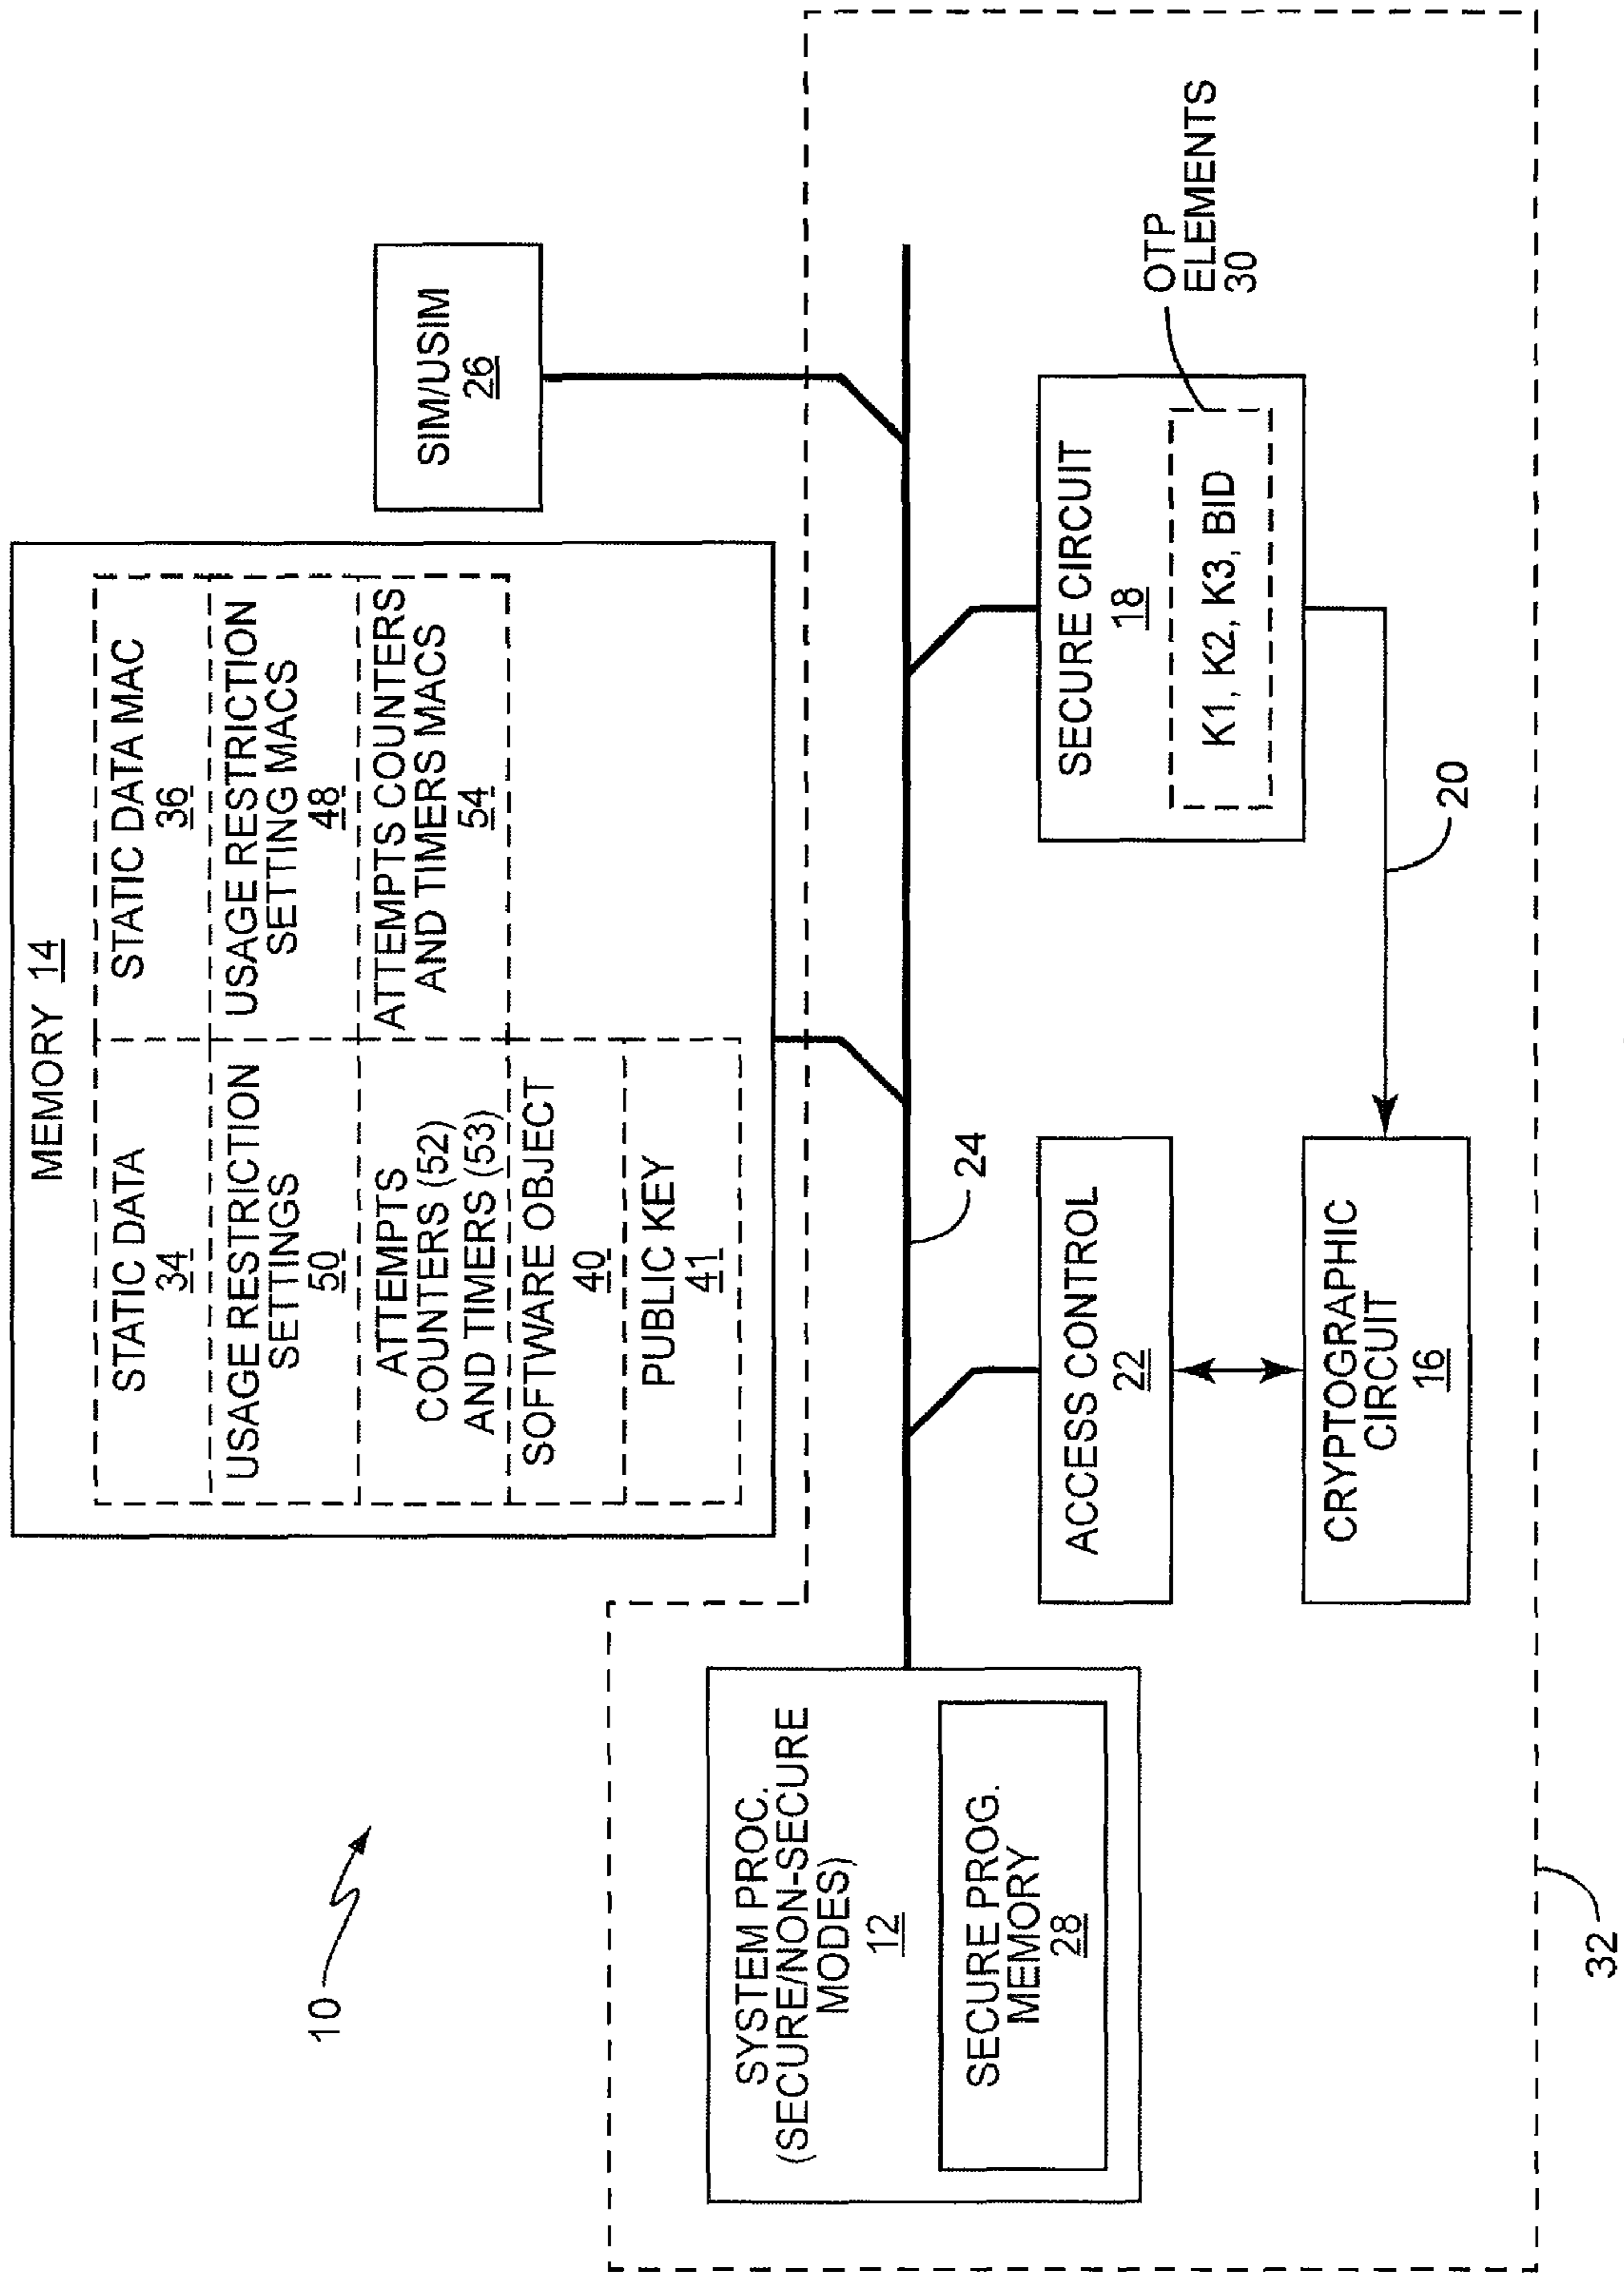 10
MEMORY 14
STATIC DATA
34
STATIC DATA MAC
36
USAGE RESTRICTION
SETTINGS
50
USAGE RESTRICTION
SETTING MACS
48
ATTEMPTS
COUNTERS (52)
AND TIMERS (53)
ATTEMPTS COUNTERS
AND TIMERS MACS
54
SOFTWARE OBJECT
40
PUBLIC KEY
41
SIM/USIM
26
SYSTEM PROC.
(SECURE/NON-SECURE
MODES)
12
SECURE PROG.
MEMORY
28
24
ACCESS CONTROL
22
CRYPTOGRAPHIC
CIRCUIT
16
SECURE CIRCUIT
18
K1, K2, K3, BID
OTP
ELEMENTS
30
20
32